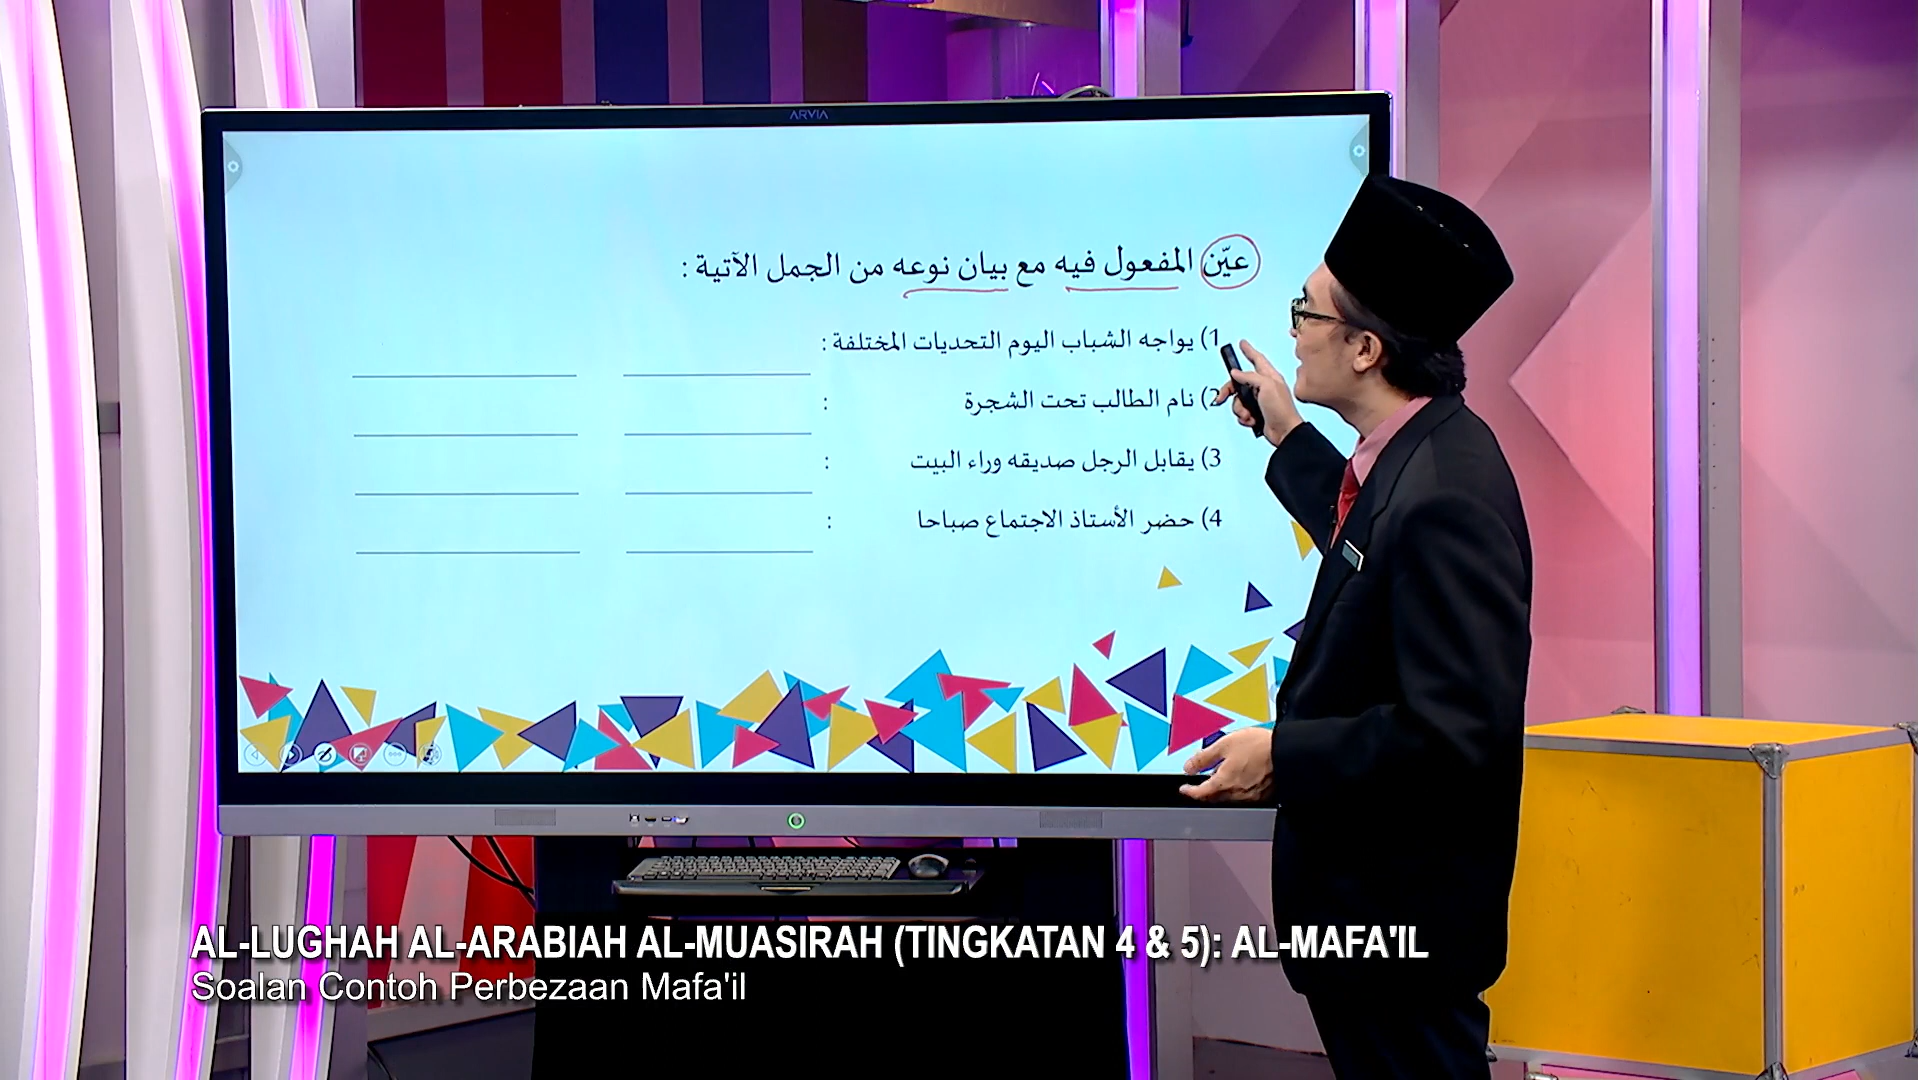 ARVIA
عيّن المفعول فيه مع بيان نوعه من الجمل الآتية :
1) يواجه الشباب اليوم التحديات المختلفة :
2) نام الطالب تحت الشجرة :
3) يقابل الرجل صديقه وراء البيت :
4) حضر الأستاذ الاجتماع صباحا :
AL-LUGHAH AL-ARABIAH AL-MUASIRAH (TINGKATAN 4 & 5): AL-MAFA'IL
Soalan Contoh Perbezaan Mafa'il